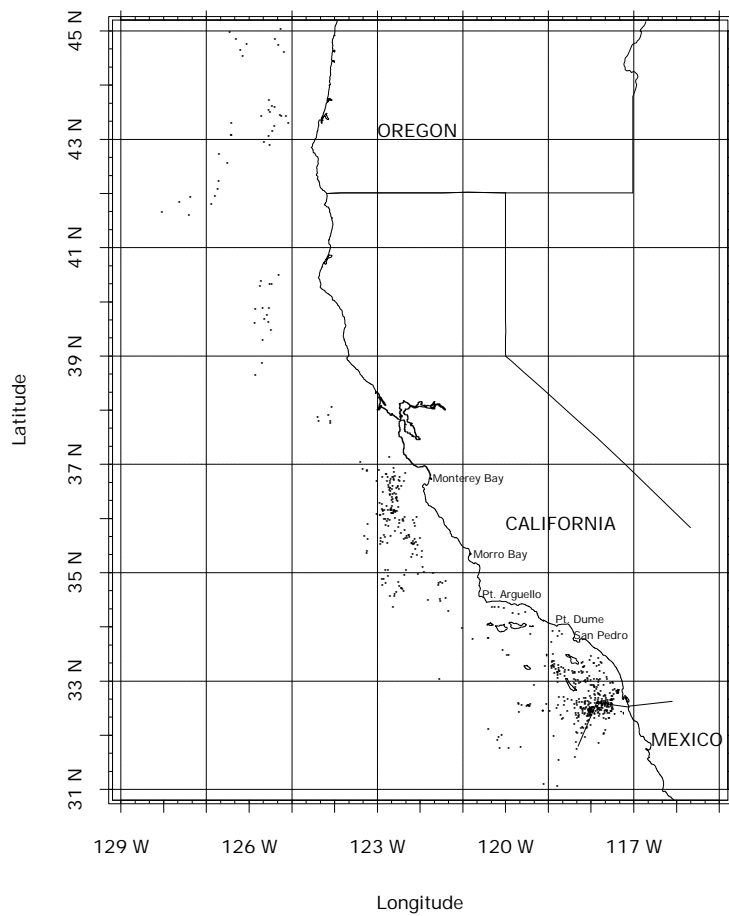 45 N
43 N
41 N
39 N
37 N
35 N
33 N
31 N
Latitude
OREGON
Monterey Bay
CALIFORNIA
Morro Bay
Pt. Arguello
Pt. Dume
San Pedro
MEXICO
129 W 126 W 123 W 120 W 117 W
Longitude